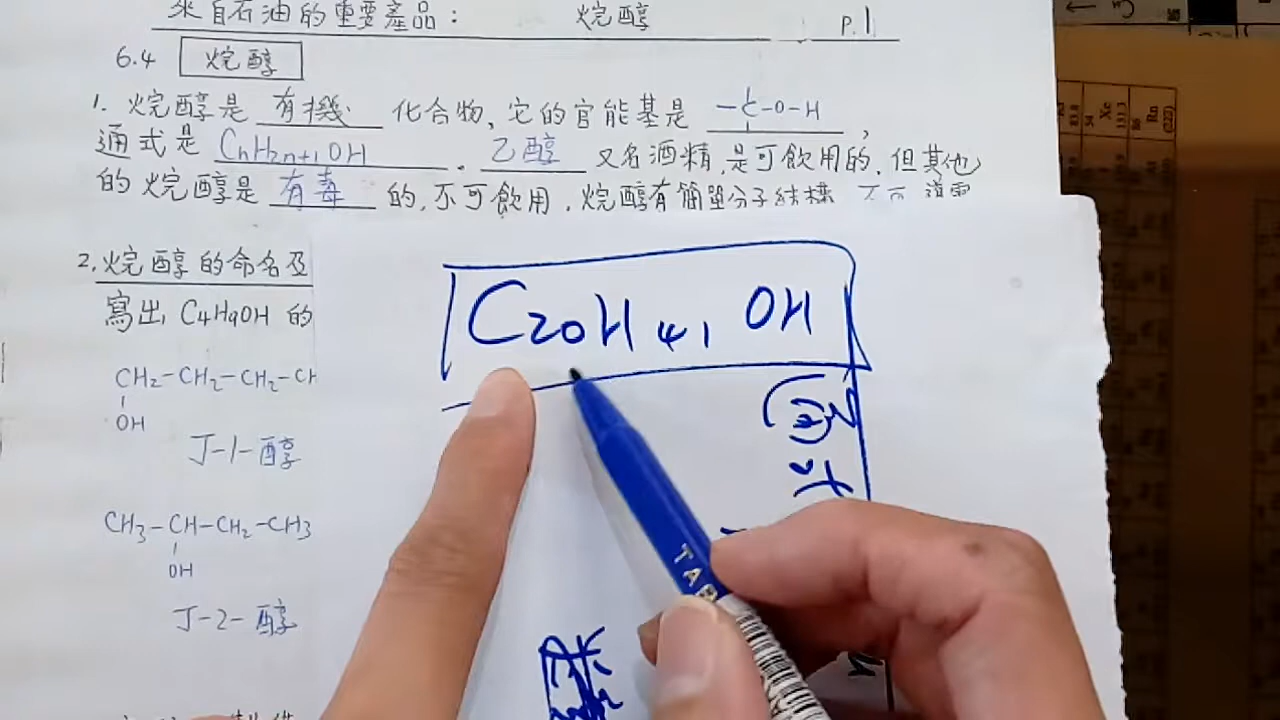 來自石油的重要產品: 烷醇 P.1
6.4 烷醇
1. 烷醇是 有機 化合物, 它的官能基是 -C-O-H,
通式是 CnH2n+1OH. 乙醇 又名酒精, 是可飲用的, 但其他
的烷醇是 有毒 的, 不可飲用. 烷醇有簡單分子結構
2. 烷醇的命名及
寫出 C4H9OH 的
CH2-CH2-CH2-CH
OH
丁-1-醇
CH3-CH-CH2-CH3
OH
丁-2-醇
C20H41OH